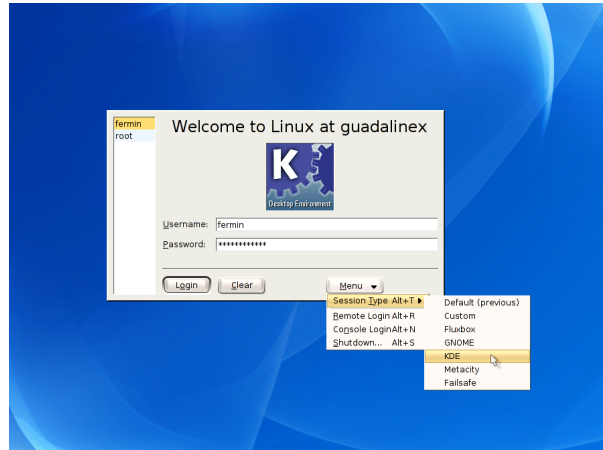 fermin
root
Welcome to Linux at guadalinex
K
Desktop Environment
Username: fermin
Password: ************
Login Clear Menu
Session Type Alt+T
Remote Login Alt+R
Console Login Alt+N
Shutdown... Alt+S
Default (previous)
Custom
Fluxbox
GNOME
KDE
Metacity
Failsafe